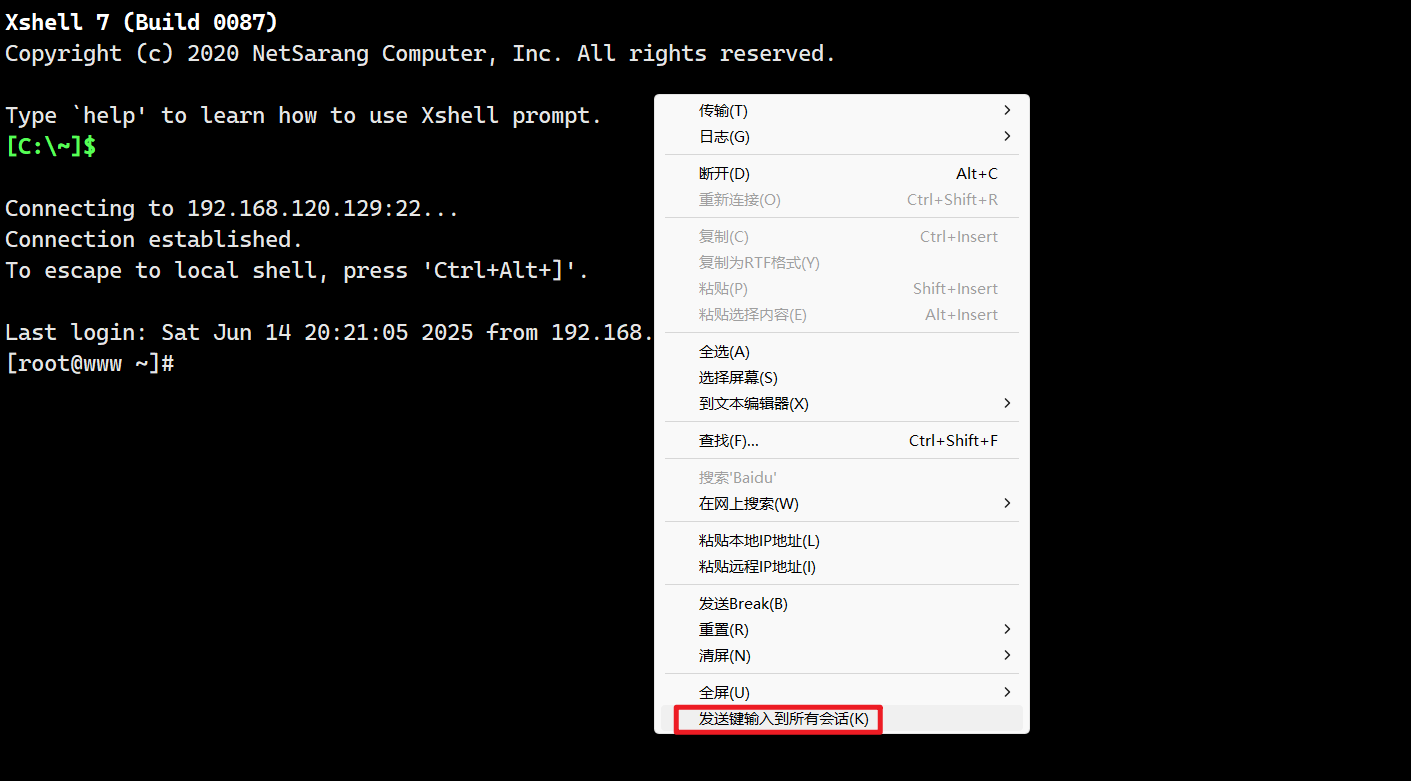 Xshell 7 (Build 0087)
Copyright (c) 2020 NetSarang Computer, Inc. All rights reserved.
Type `help' to learn how to use Xshell prompt.
[C:\~]$
Connecting to 192.168.120.129:22...
Connection established.
To escape to local shell, press 'Ctrl+Alt+]'.
Last login: Sat Jun 14 20:21:05 2025 from 192.168.
[root@www ~]#
传输(T)
日志(G)
断开(D) Alt+C
重新连接(O) Ctrl+Shift+R
复制(C) Ctrl+Insert
复制为RTF格式(Y)
粘贴(P) Shift+Insert
粘贴选择内容(E) Alt+Insert
全选(A)
选择屏幕(S)
到文本编辑器(X)
查找(F)... Ctrl+Shift+F
搜索'Baidu'
在网上搜索(W)
粘贴本地IP地址(L)
粘贴远程IP地址(I)
发送Break(B)
重置(R)
清屏(N)
全屏(U)
发送键输入到所有会话(K)